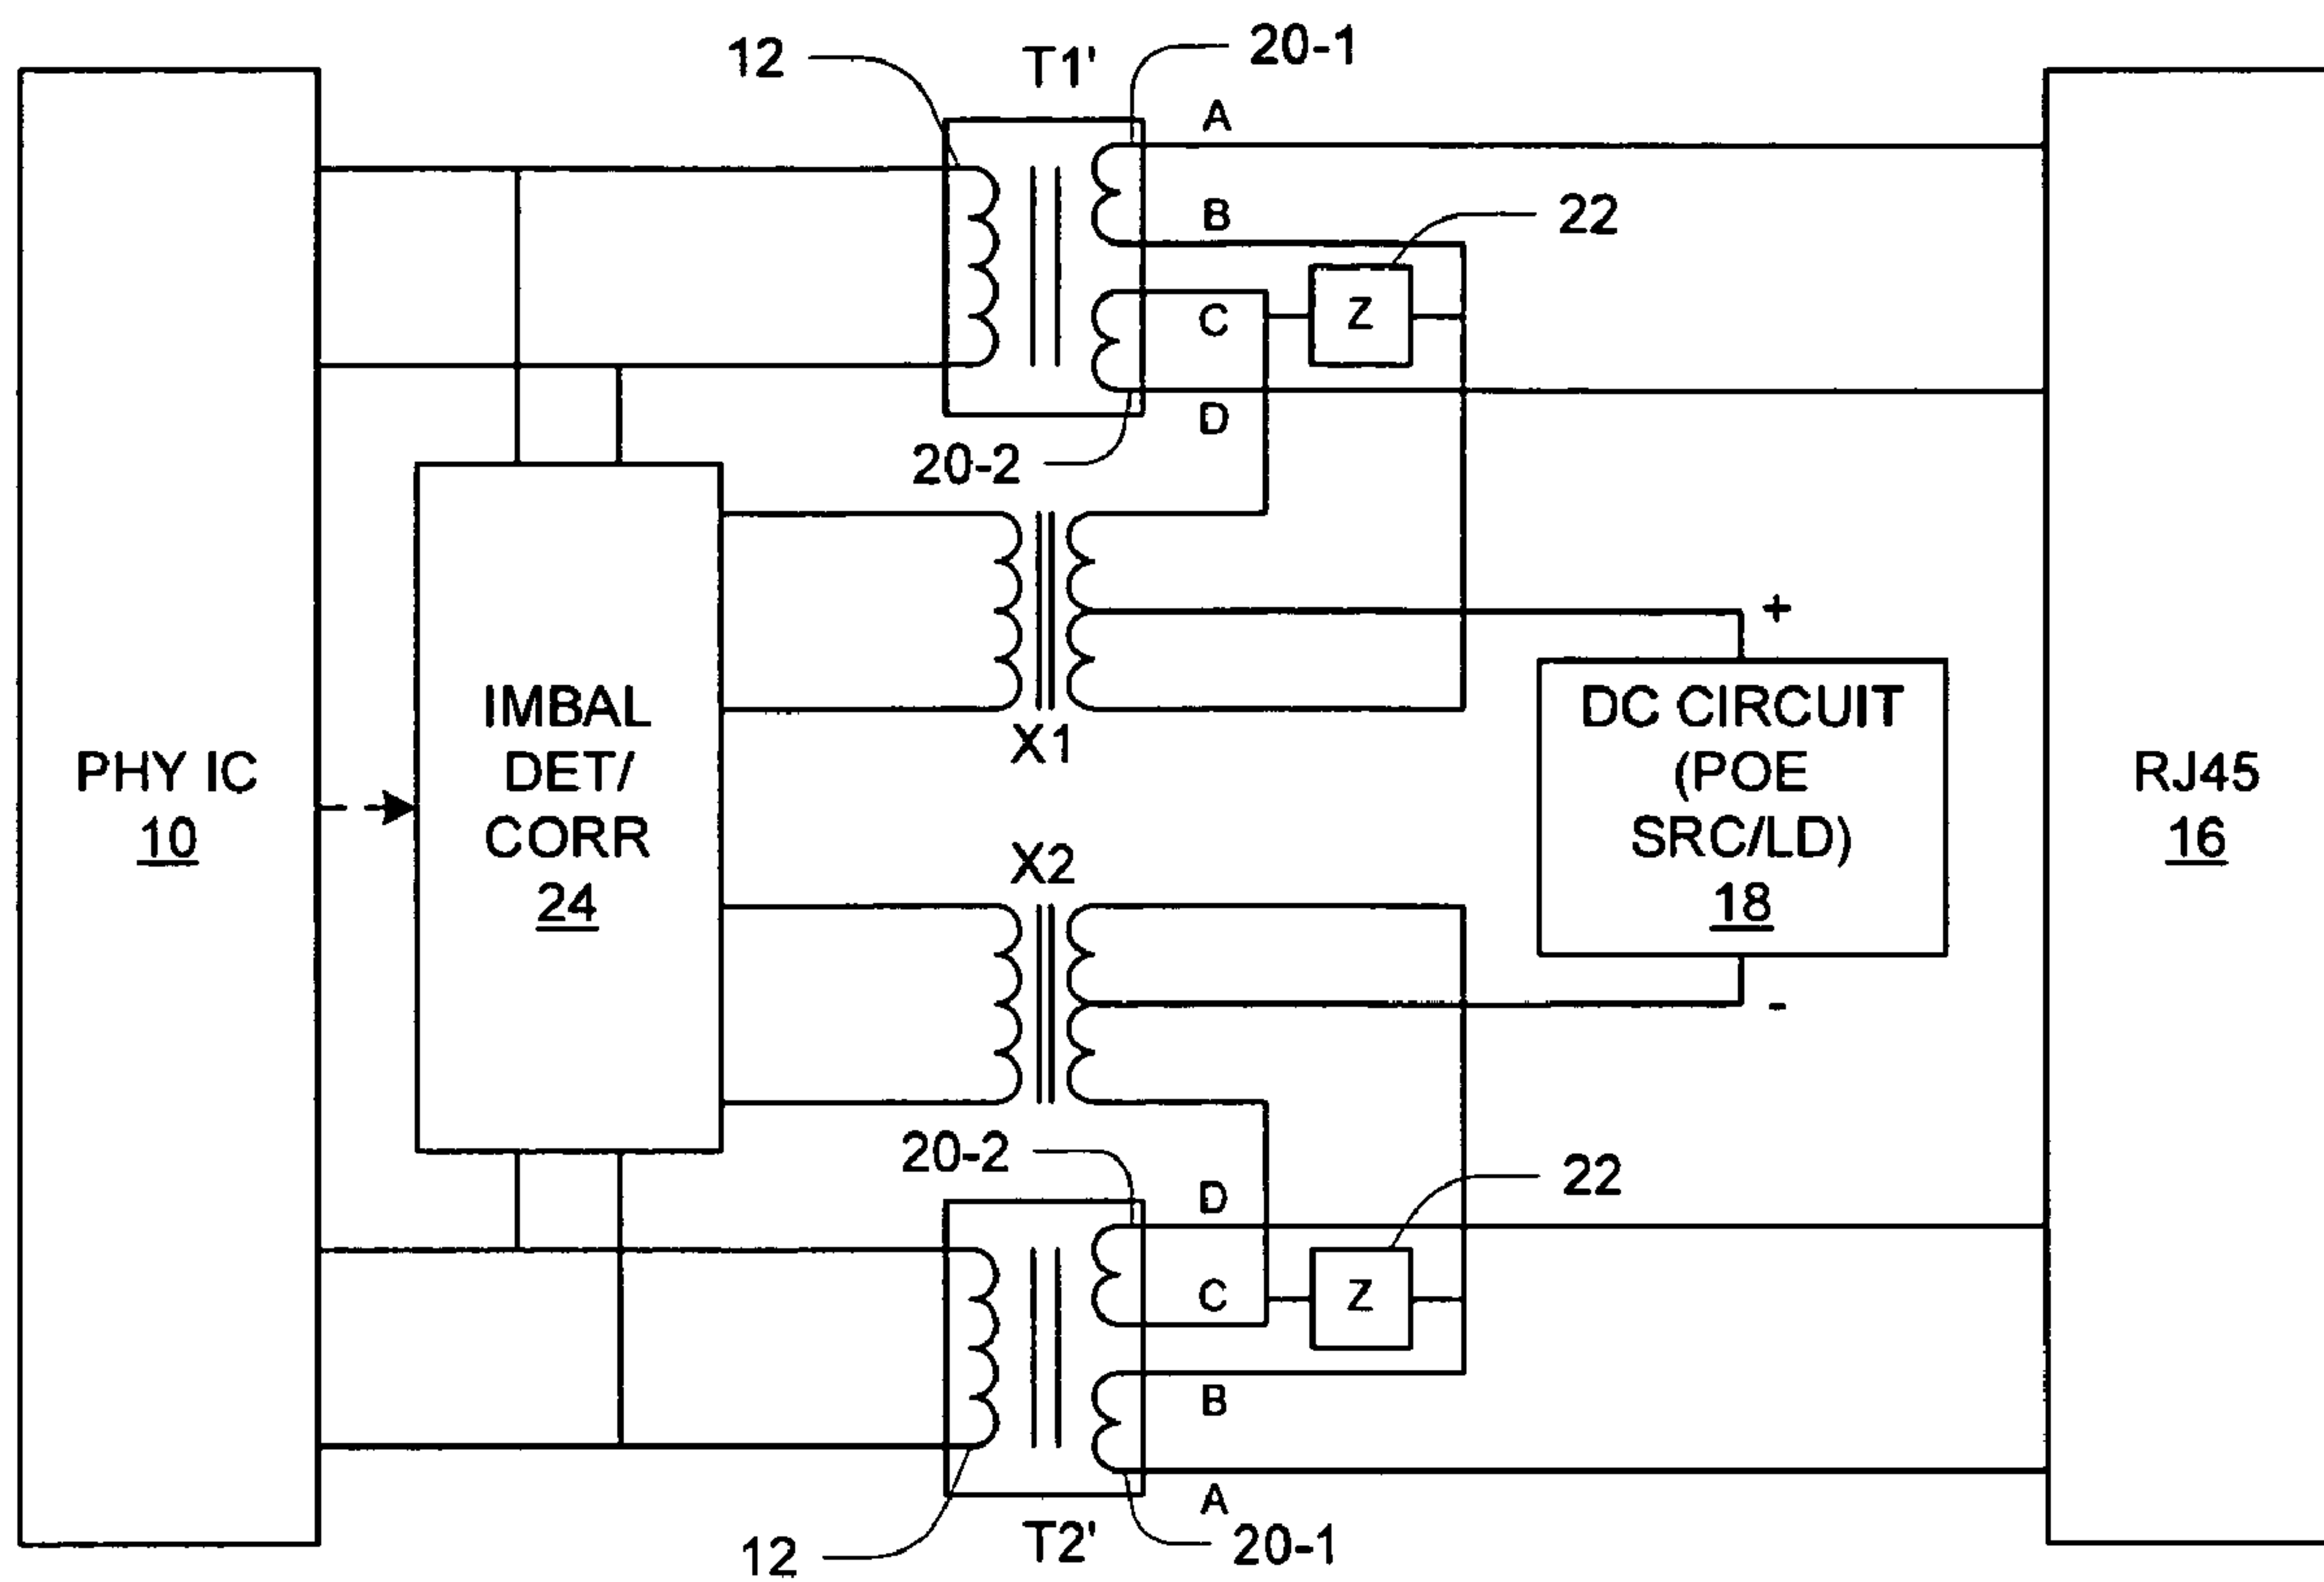 12
T1'
20-1
A
B
22
C
Z
D
20-2
+
X1
PHY IC
10
IMBAL
DET/
CORR
24
DC CIRCUIT
(POE
SRC/LD)
18
RJ45
16
X2
-
20-2
D
22
C
Z
B
A
12
T2'
20-1